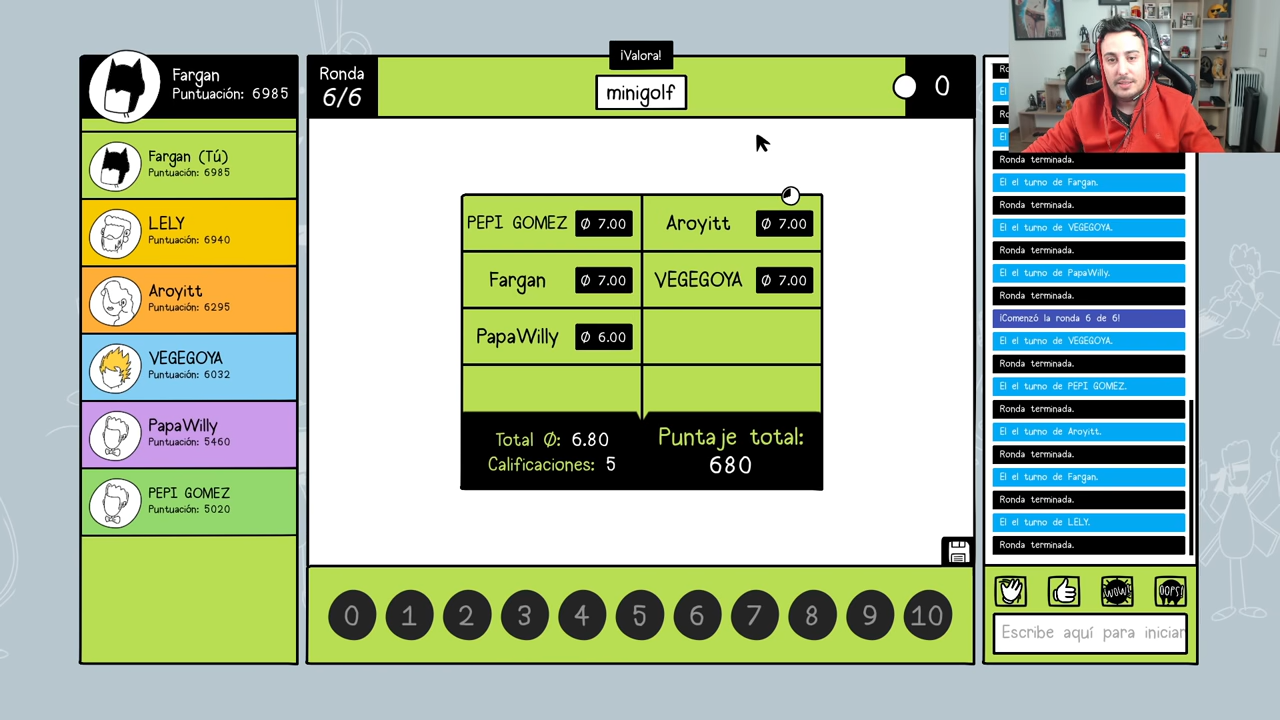 Fargan
Puntuación: 6985
Fargan (Tú)
Puntuación: 6985
LELY
Puntuación: 6940
Aroyitt
Puntuación: 6295
VEGEGOYA
Puntuación: 6032
PapaWilly
Puntuación: 5460
PEPI GOMEZ
Puntuación: 5020
Ronda
6/6
¡Valora!
minigolf
0
PEPI GOMEZ Ø 7.00
Aroyitt Ø 7.00
Fargan Ø 7.00
VEGEGOYA Ø 7.00
PapaWilly Ø 6.00
Total Ø: 6.80
Calificaciones: 5
Puntaje total:
680
0 1 2 3 4 5 6 7 8 9 10
Ro
El
Ro
El
Ronda terminada.
El el turno de Fargan.
Ronda terminada.
El el turno de VEGEGOYA.
Ronda terminada.
El el turno de PapaWilly.
Ronda terminada.
¡Comenzó la ronda 6 de 6!
El el turno de VEGEGOYA.
Ronda terminada.
El el turno de PEPI GOMEZ.
Ronda terminada.
El el turno de Aroyitt.
Ronda terminada.
El el turno de Fargan.
Ronda terminada.
El el turno de LELY.
Ronda terminada.
WOW!
OOPS!
Escribe aquí para iniciar